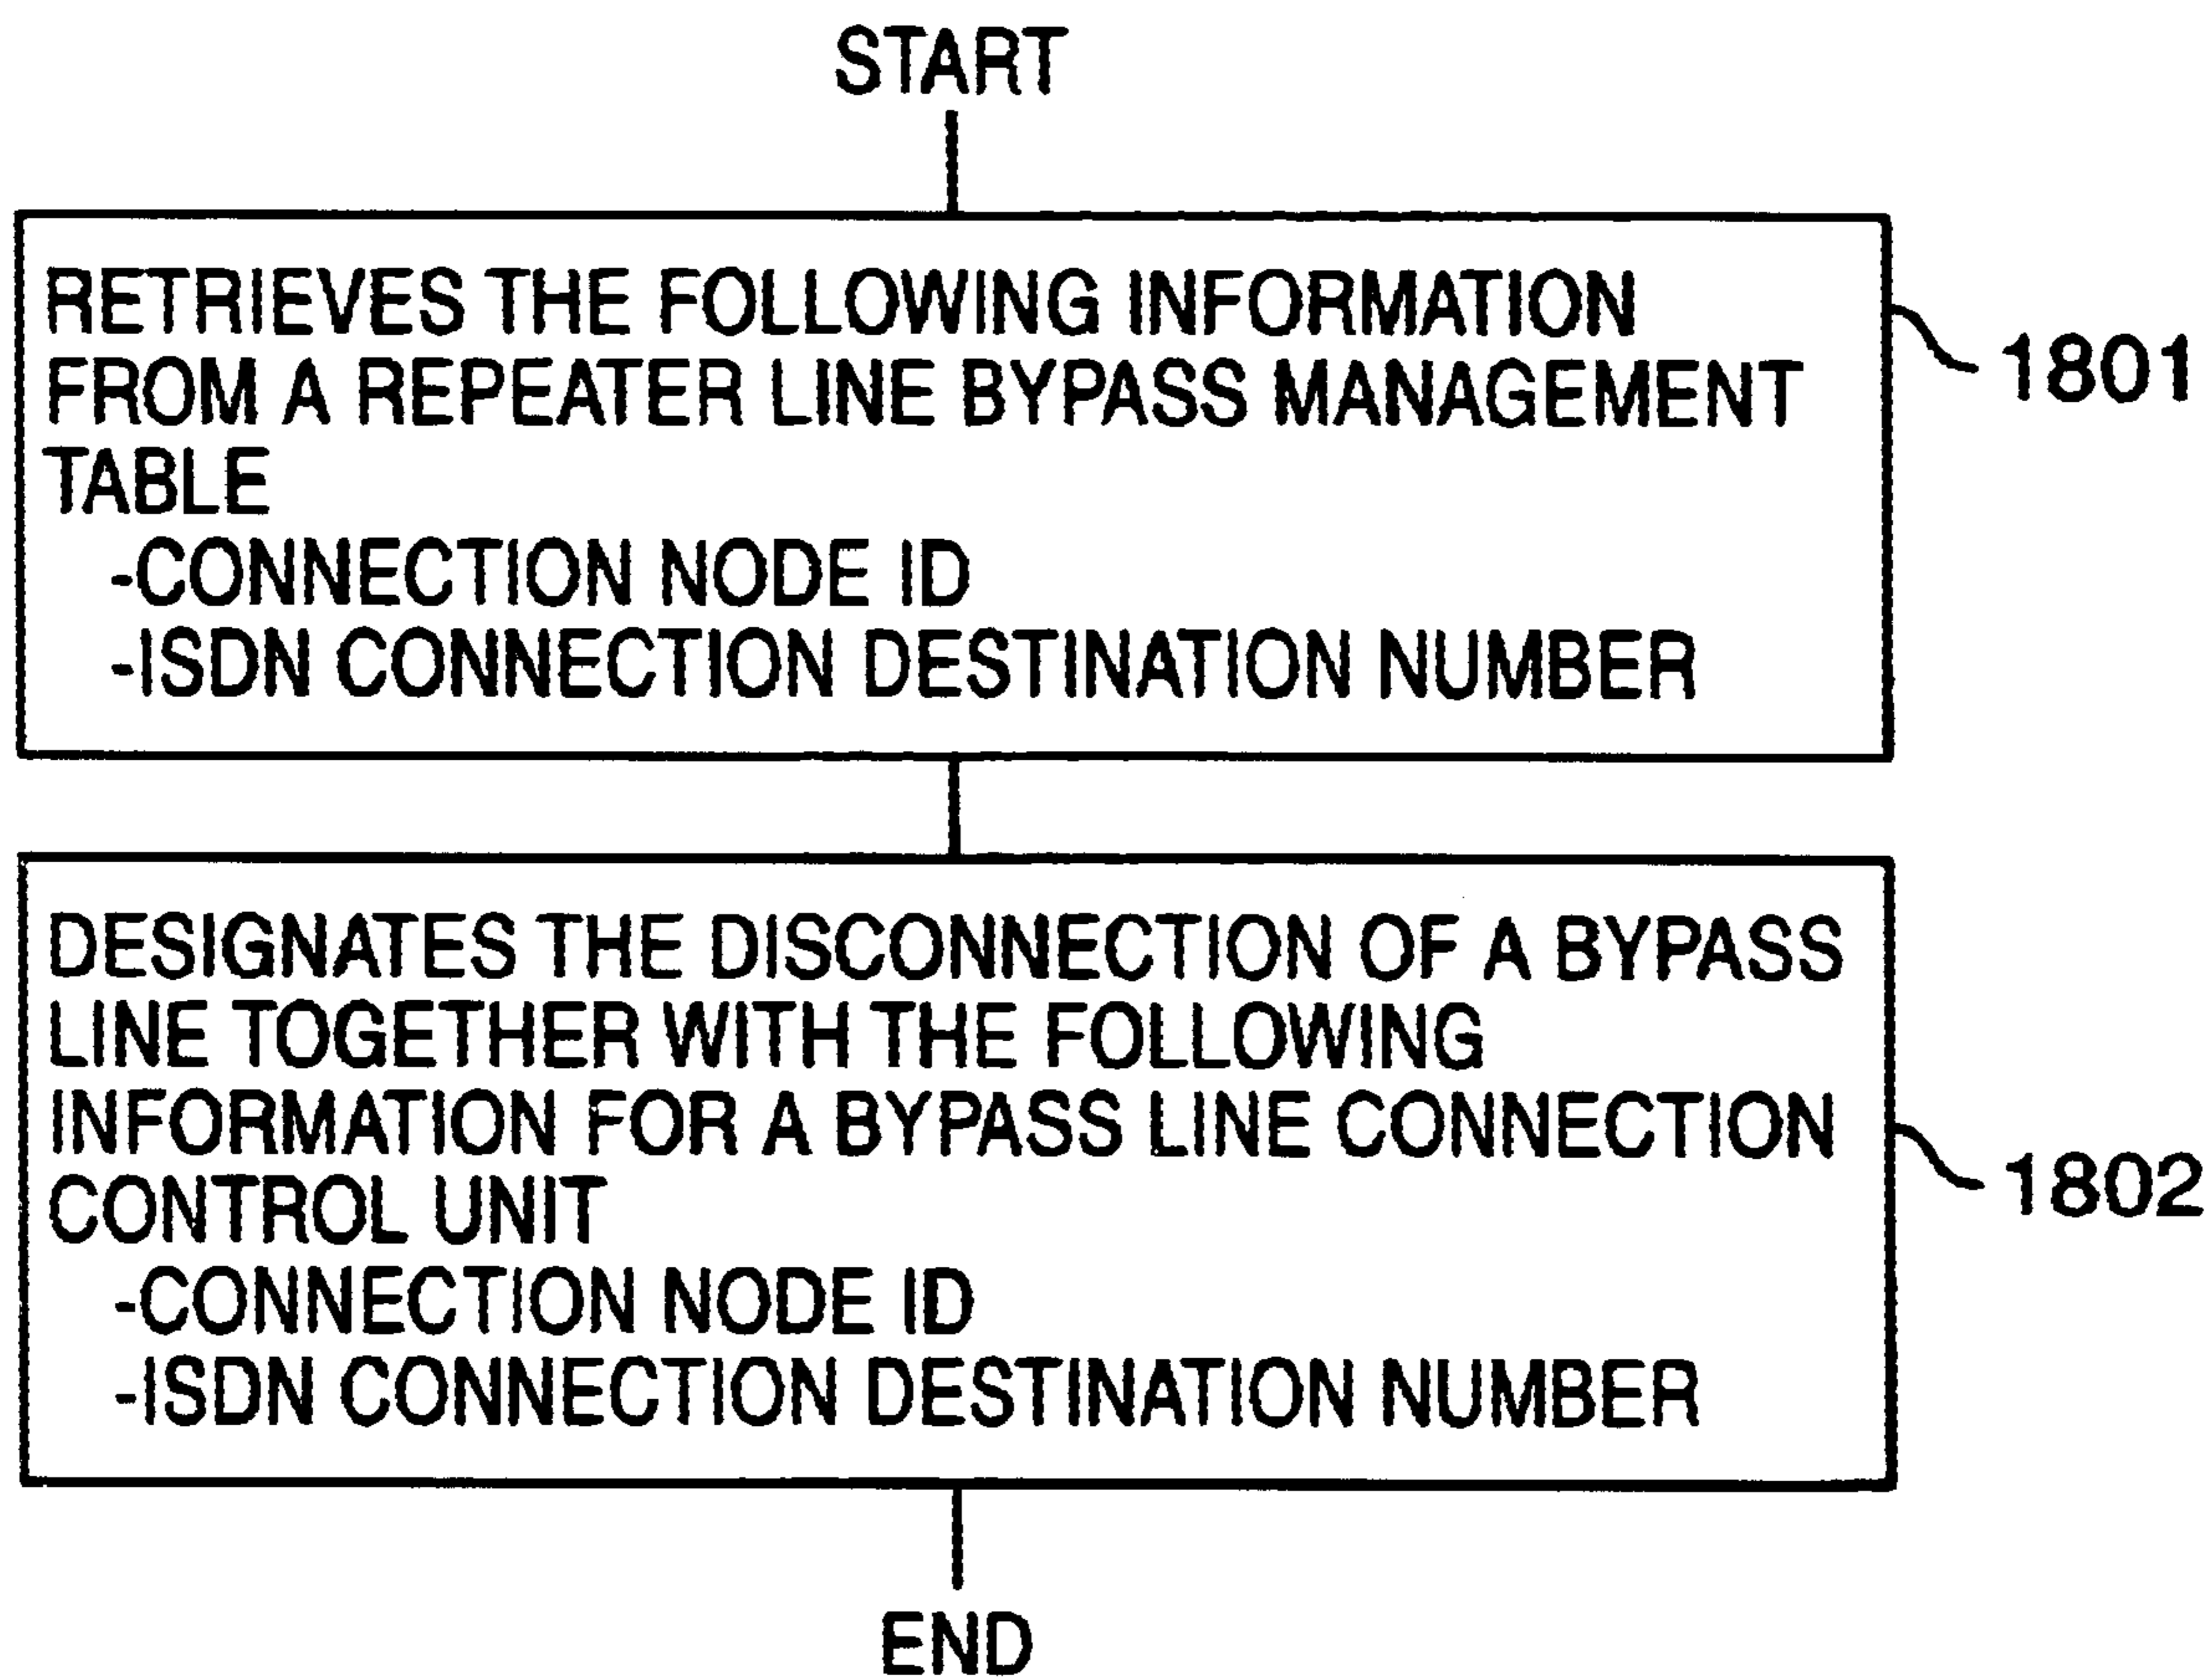 START
RETRIEVES THE FOLLOWING INFORMATION
FROM A REPEATER LINE BYPASS MANAGEMENT
TABLE
-CONNECTION NODE ID
-ISDN CONNECTION DESTINATION NUMBER
1801
DESIGNATES THE DISCONNECTION OF A BYPASS
LINE TOGETHER WITH THE FOLLOWING
INFORMATION FOR A BYPASS LINE CONNECTION
CONTROL UNIT
-CONNECTION NODE ID
-ISDN CONNECTION DESTINATION NUMBER
1802
END